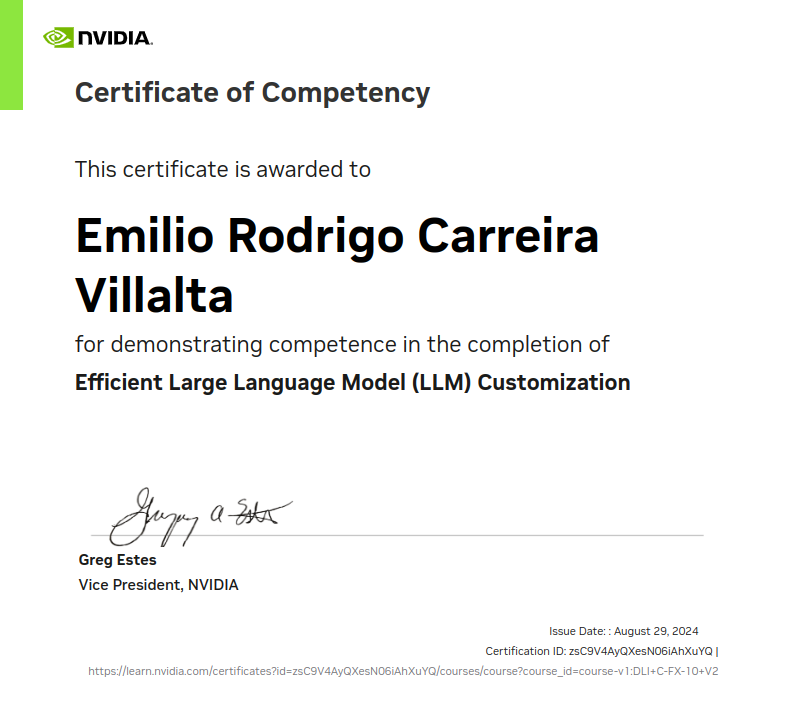 NVIDIA.
Certificate of Competency
This certificate is awarded to
Emilio Rodrigo Carreira
Villalta
for demonstrating competence in the completion of
Efficient Large Language Model (LLM) Customization
Gregory A Estes
Greg Estes
Vice President, NVIDIA
Issue Date: : August 29, 2024
Certification ID: zsC9V4AyQXesN06iAhXuYQ |
https://learn.nvidia.com/certificates?id=zsC9V4AyQXesN06iAhXuYQ/courses/course?course_id=course-v1:DLI+C-FX-10+V2